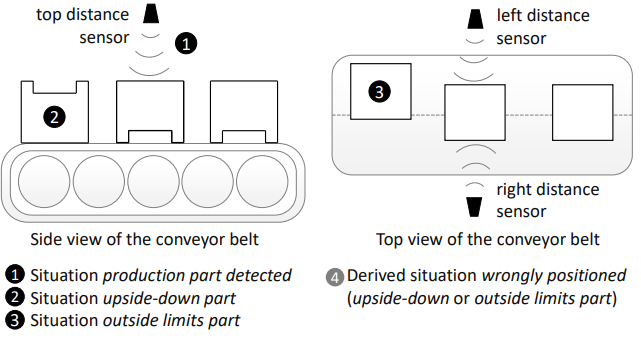 top distance
sensor
1
2
Side view of the conveyor belt
1 Situation production part detected
2 Situation upside-down part
3 Situation outside limits part
left distance
sensor
3
right distance
sensor
Top view of the conveyor belt
4 Derived situation wrongly positioned
(upside-down or outside limits part)